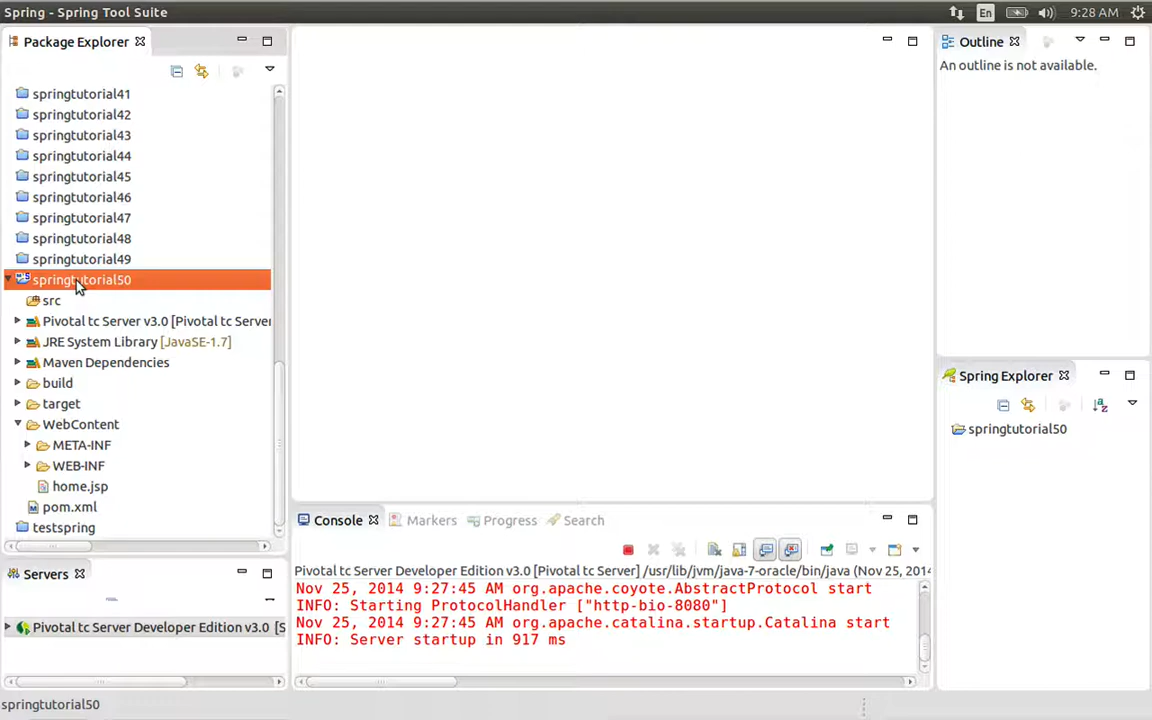 Spring - Spring Tool Suite
En
9:28 AM
Package Explorer
springtutorial41
springtutorial42
springtutorial43
springtutorial44
springtutorial45
springtutorial46
springtutorial47
springtutorial48
springtutorial49
springtutorial50
src
Pivotal tc Server v3.0 [Pivotal tc Server
JRE System Library [JavaSE-1.7]
Maven Dependencies
build
target
WebContent
META-INF
WEB-INF
home.jsp
pom.xml
testspring
Servers
Pivotal tc Server Developer Edition v3.0 [S
Outline
An outline is not available.
Spring Explorer
springtutorial50
Console
Markers
Progress
Search
Pivotal tc Server Developer Edition v3.0 [Pivotal tc Server] /usr/lib/jvm/java-7-oracle/bin/java (Nov 25, 2014
Nov 25, 2014 9:27:45 AM org.apache.coyote.AbstractProtocol start
INFO: Starting ProtocolHandler ["http-bio-8080"]
Nov 25, 2014 9:27:45 AM org.apache.catalina.startup.Catalina start
INFO: Server startup in 917 ms
springtutorial50